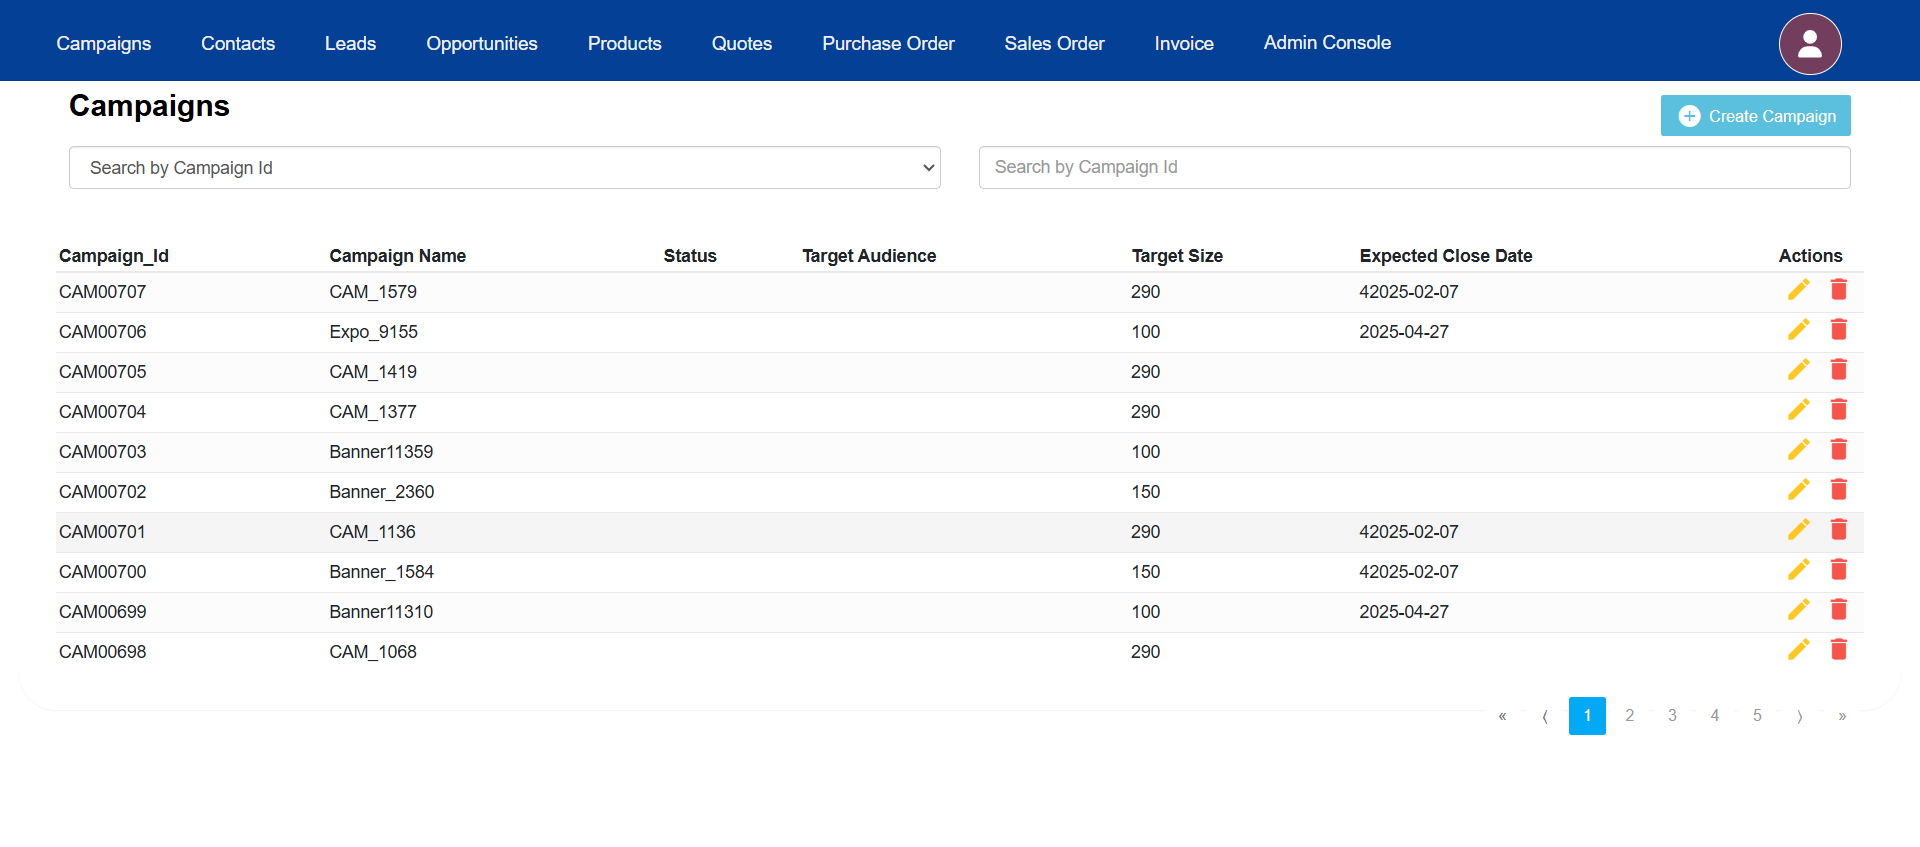 Campaigns Contacts Leads Opportunities Products Quotes Purchase Order Sales Order Invoice Admin Console
Campaigns
Create Campaign
Search by Campaign Id Search by Campaign Id
Campaign_Id Campaign Name Status Target Audience Target Size Expected Close Date Actions
CAM00707 CAM_1579 290 42025-02-07
CAM00706 Expo_9155 100 2025-04-27
CAM00705 CAM_1419 290
CAM00704 CAM_1377 290
CAM00703 Banner11359 100
CAM00702 Banner_2360 150
CAM00701 CAM_1136 290 42025-02-07
CAM00700 Banner_1584 150 42025-02-07
CAM00699 Banner11310 100 2025-04-27
CAM00698 CAM_1068 290
« ⟨ 1 2 3 4 5 ⟩ »